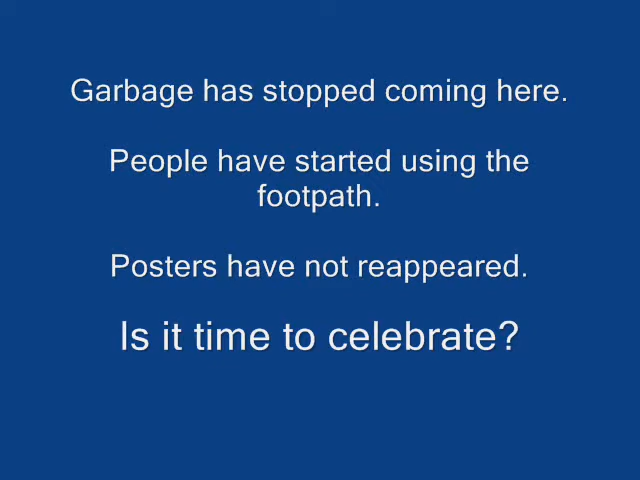 Garbage has stopped coming here.
People have started using the
footpath.
Posters have not reappeared.
Is it time to celebrate?